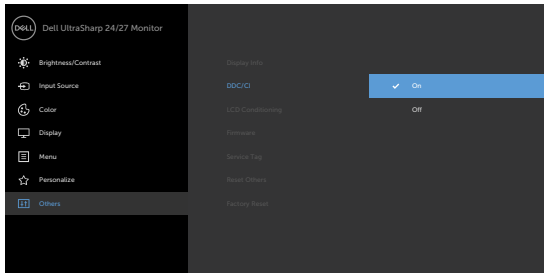 DELL Dell UltraSharp 24/27 Monitor
Brightness/Contrast
Input Source
Color
Display
Menu
Personalize
Others
Display Info
DDC/CI
LCD Conditioning
Firmware
Service Tag
Reset Others
Factory Reset
On
Off